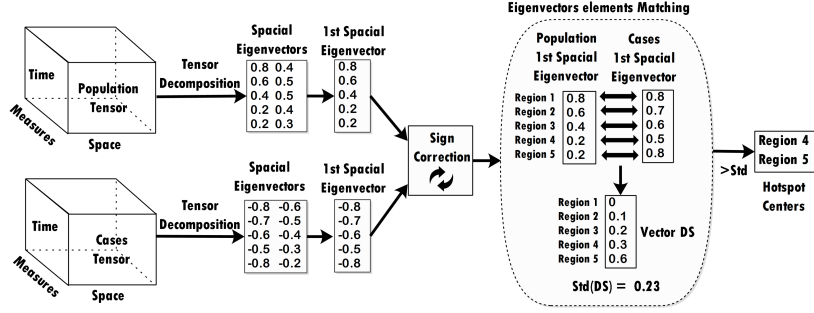 Eigenvectors elements Matching
Time
Population
Tensor
Measures
Space
Tensor
Decomposition
Spacial
Eigenvectors
0.8 0.4
0.6 0.5
0.4 0.5
0.2 0.4
0.2 0.3
1st Spacial
Eigenvector
0.8
0.6
0.4
0.2
0.2
Time
Cases
Tensor
Measures
Space
Tensor
Decomposition
Spacial
Eigenvectors
-0.8 -0.6
-0.7 -0.5
-0.6 -0.4
-0.5 -0.3
-0.8 -0.2
1st Spacial
Eigenvector
-0.8
-0.7
-0.6
-0.5
-0.8
Sign
Correction
Population
1st Spacial
Eigenvector
Cases
1st Spacial
Eigenvector
Region 1 0.8 0.8
Region 2 0.6 0.7
Region 3 0.4 0.6
Region 4 0.2 0.5
Region 5 0.2 0.8
Region 1 0
Region 2 0.1
Region 3 0.2
Region 4 0.3
Region 5 0.6
Vector DS
Std(DS) = 0.23
>Std
Region 4
Region 5
Hotspot
Centers